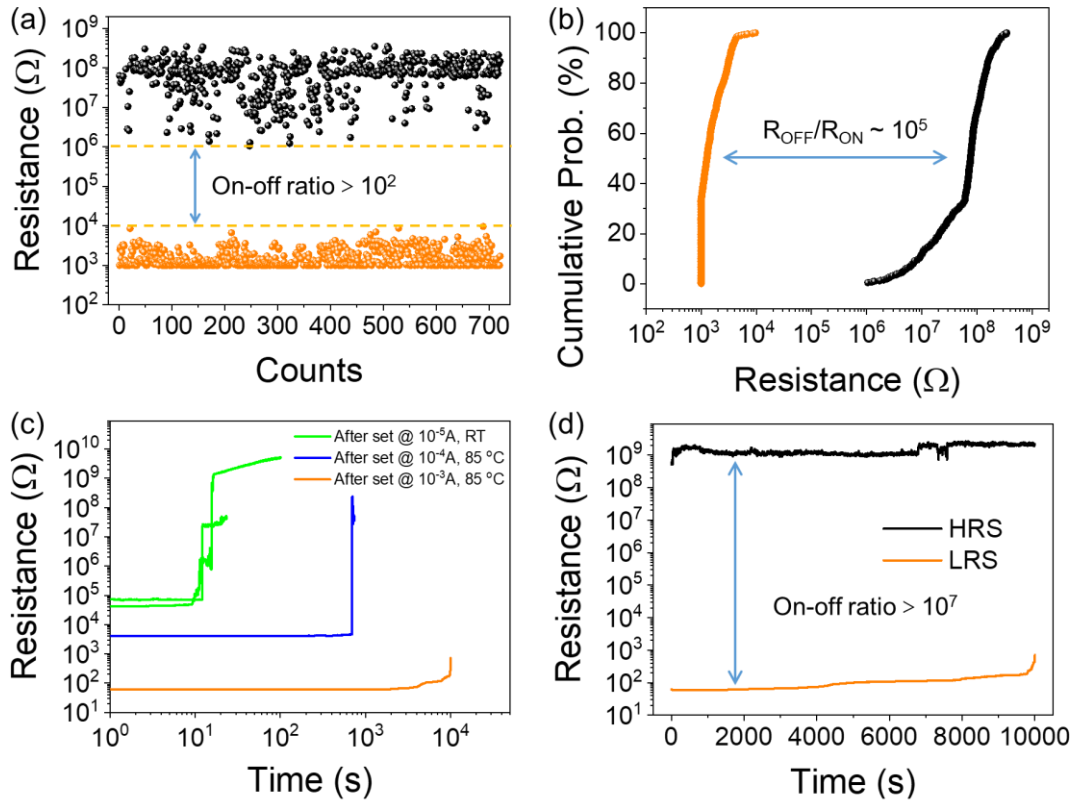 (a)
Resistance (Ω)
10⁹
10⁸
10⁷
10⁶
10⁵
10⁴
10³
10²
On-off ratio > 10²
0 100 200 300 400 500 600 700
Counts
(b)
Cumulative Prob. (%)
100
80
60
40
20
0
R_OFF/R_ON ~ 10⁵
10² 10³ 10⁴ 10⁵ 10⁶ 10⁷ 10⁸ 10⁹
Resistance (Ω)
(c)
Resistance (Ω)
10¹⁰
10⁹
10⁸
10⁷
10⁶
10⁵
10⁴
10³
10²
10¹
After set @ 10⁻⁵A, RT
After set @ 10⁻⁴A, 85 ºC
After set @ 10⁻³A, 85 ºC
10⁰ 10¹ 10² 10³ 10⁴
Time (s)
(d)
Resistance (Ω)
10⁹
10⁸
10⁷
10⁶
10⁵
10⁴
10³
10²
10¹
HRS
LRS
On-off ratio > 10⁷
0 2000 4000 6000 8000 10000
Time (s)